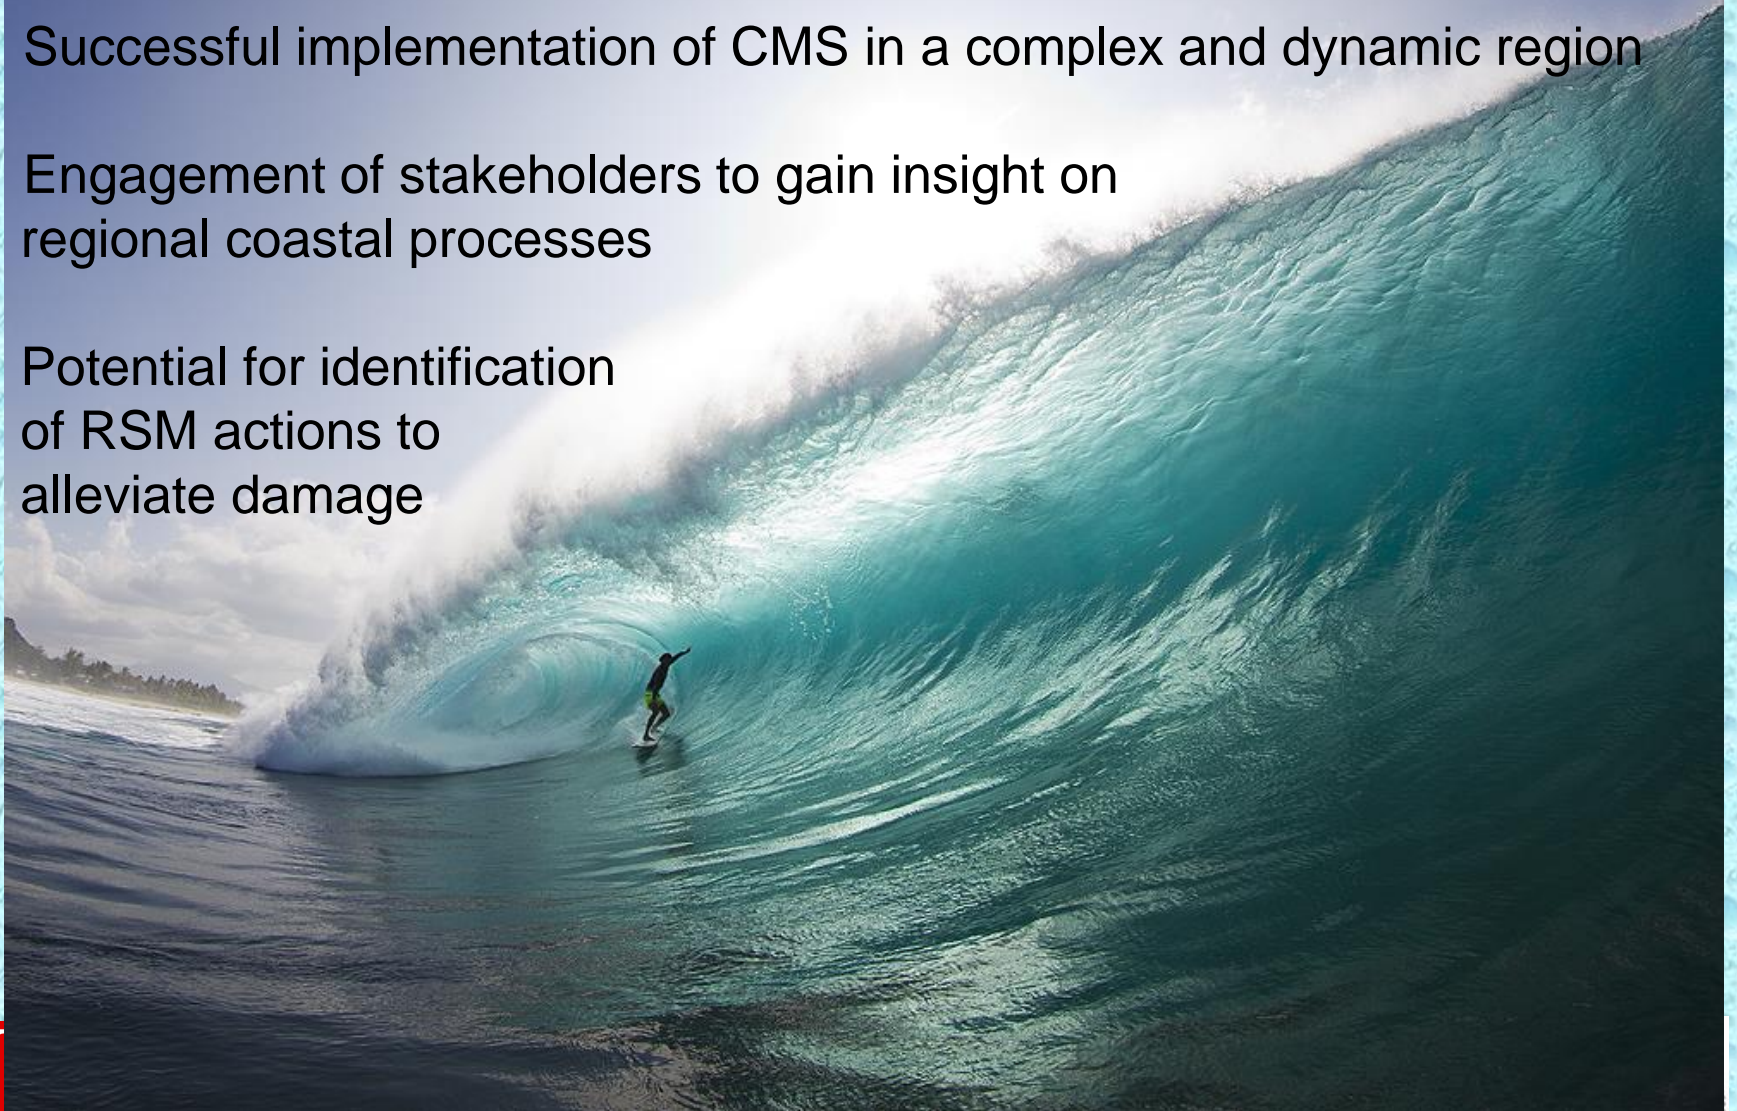 Successful implementation of CMS in a complex and dynamic region
Engagement of stakeholders to gain insight on
regional coastal processes
Potential for identification
of RSM actions to
alleviate damage